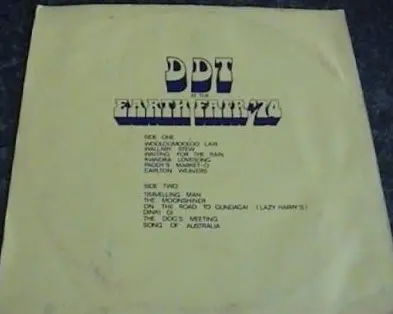 DDT
AT THE
EARTH FAIR '74
SIDE ONE
WOOLOOMOOLOO LAIR
WALLABY STEW
WAITING FOR THE RAIN
KIANDRA LOVESONG
PADDY'S MARKET-O
CARLTON WEAVERS
SIDE TWO
TRAVELLING MAN
THE MOONSHINER
ON THE ROAD TO GUNDAGAI (LAZY HARRY'S)
DINKI DI
THE DOG'S MEETING
SONG OF AUSTRALIA